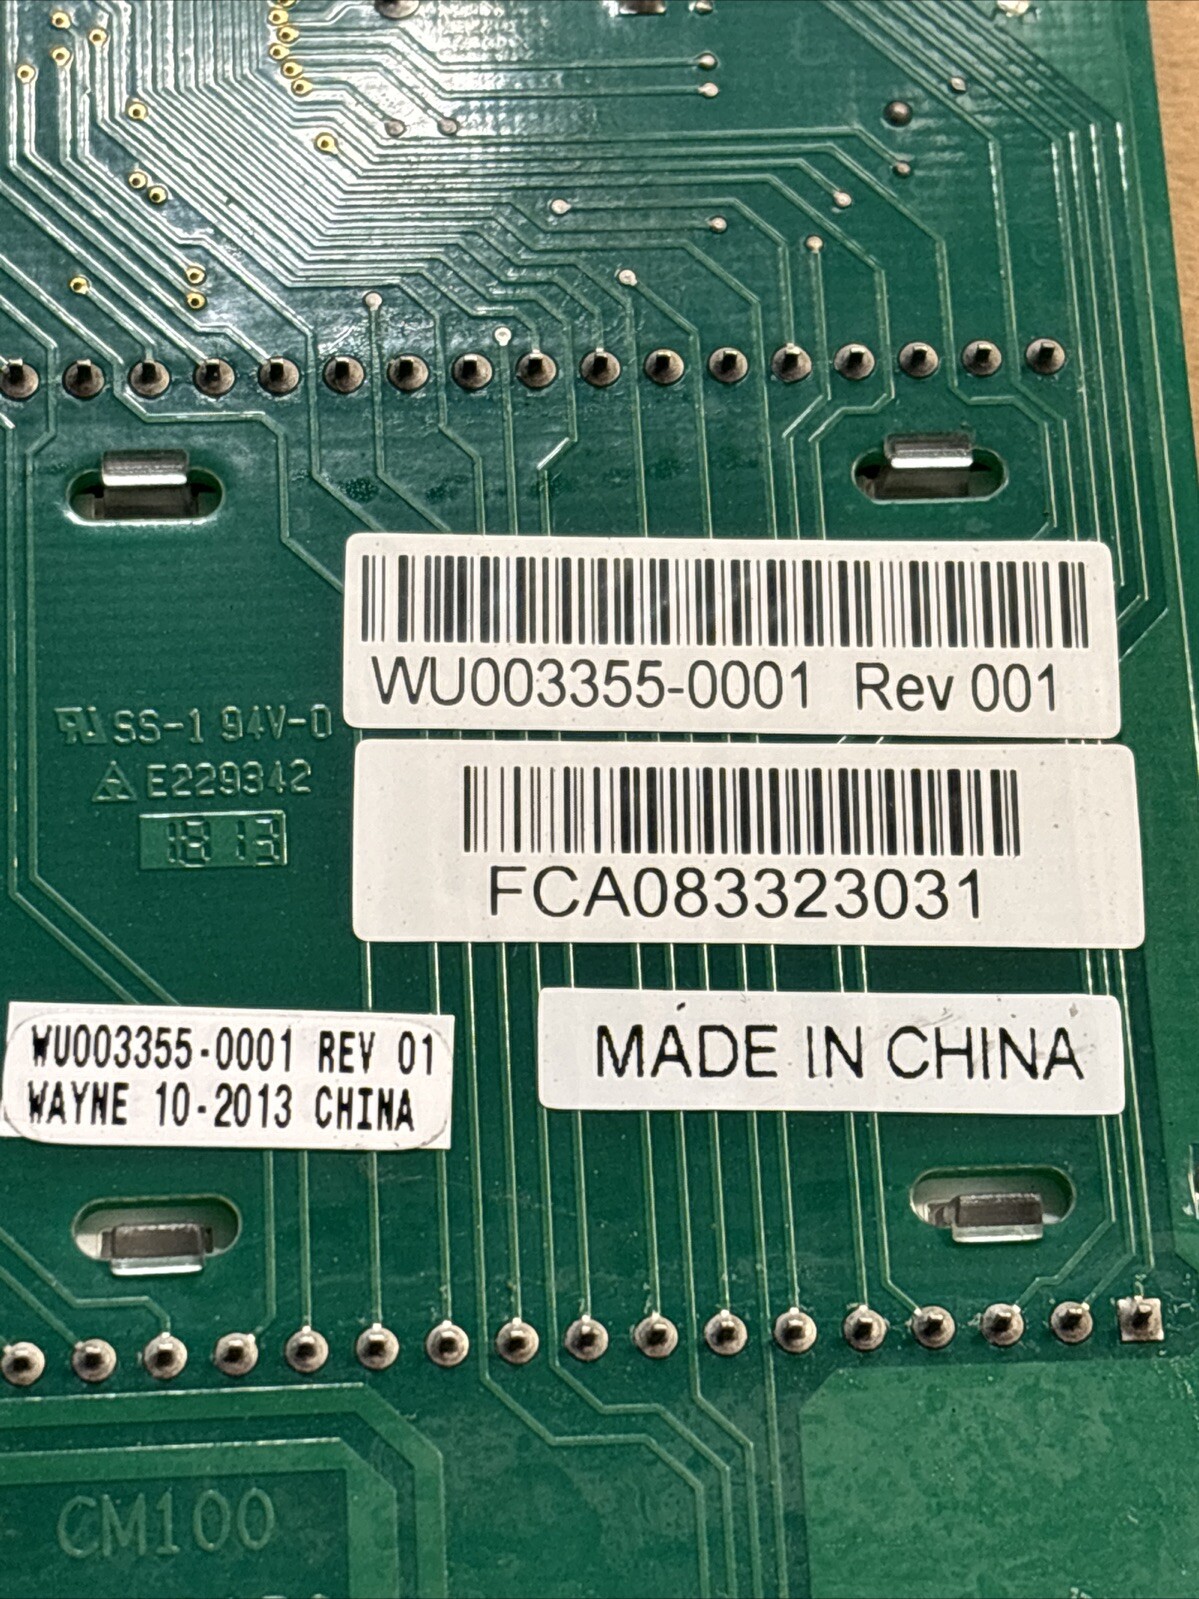 WU003355-0001 Rev 001
SS-1 94V-0
E229342
1813
FCA083323031
WU003355-0001 REV 01
WAYNE 10-2013 CHINA
MADE IN CHINA
CM100